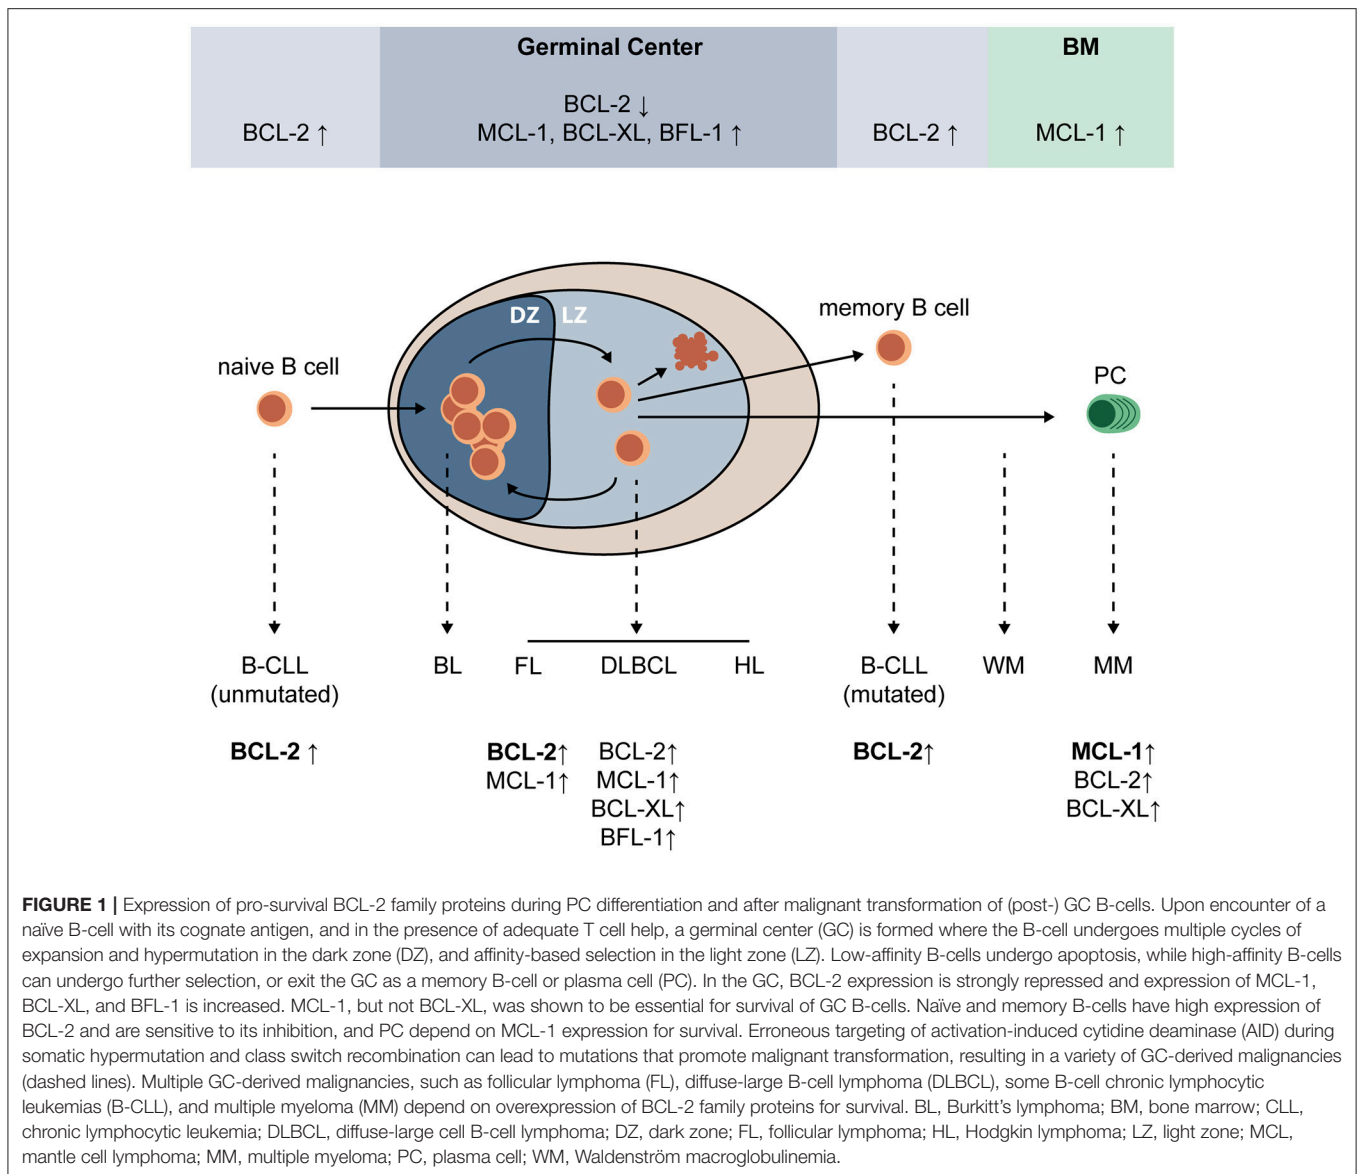 Germinal Center
BM
BCL-2 ↓
BCL-2 ↑
MCL-1, BCL-XL, BFL-1 ↑
BCL-2 ↑
MCL-1 ↑
DZ
LZ
memory B cell
naive B cell
PC
B-CLL
(unmutated)
BL
FL
DLBCL
HL
B-CLL
(mutated)
WM
MM
BCL-2 ↑
BCL-2↑
MCL-1↑
BCL-2↑
MCL-1↑
BCL-XL↑
BFL-1↑
BCL-2↑
MCL-1↑
BCL-2↑
BCL-XL↑
FIGURE 1 | Expression of pro-survival BCL-2 family proteins during PC differentiation and after malignant transformation of (post-) GC B-cells. Upon encounter of a
naïve B-cell with its cognate antigen, and in the presence of adequate T cell help, a germinal center (GC) is formed where the B-cell undergoes multiple cycles of
expansion and hypermutation in the dark zone (DZ), and affinity-based selection in the light zone (LZ). Low-affinity B-cells undergo apoptosis, while high-affinity B-cells
can undergo further selection, or exit the GC as a memory B-cell or plasma cell (PC). In the GC, BCL-2 expression is strongly repressed and expression of MCL-1,
BCL-XL, and BFL-1 is increased. MCL-1, but not BCL-XL, was shown to be essential for survival of GC B-cells. Naïve and memory B-cells have high expression of
BCL-2 and are sensitive to its inhibition, and PC depend on MCL-1 expression for survival. Erroneous targeting of activation-induced cytidine deaminase (AID) during
somatic hypermutation and class switch recombination can lead to mutations that promote malignant transformation, resulting in a variety of GC-derived malignancies
(dashed lines). Multiple GC-derived malignancies, such as follicular lymphoma (FL), diffuse-large B-cell lymphoma (DLBCL), some B-cell chronic lymphocytic
leukemias (B-CLL), and multiple myeloma (MM) depend on overexpression of BCL-2 family proteins for survival. BL, Burkitt's lymphoma; BM, bone marrow; CLL,
chronic lymphocytic leukemia; DLBCL, diffuse-large cell B-cell lymphoma; DZ, dark zone; FL, follicular lymphoma; HL, Hodgkin lymphoma; LZ, light zone; MCL,
mantle cell lymphoma; MM, multiple myeloma; PC, plasma cell; WM, Waldenström macroglobulinemia.